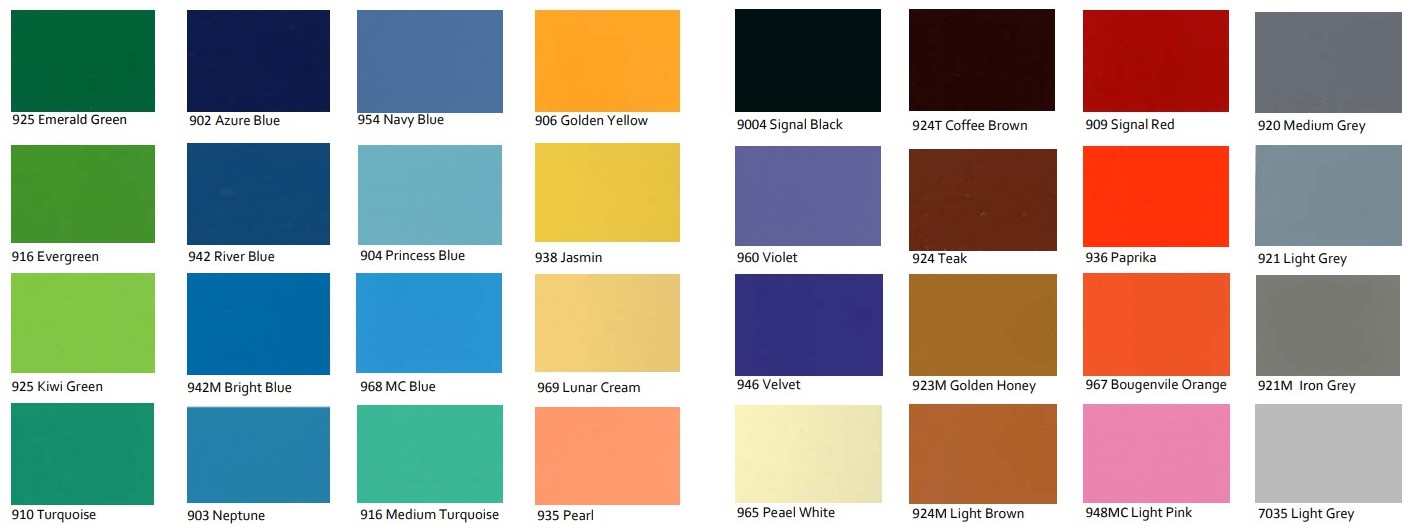 925 Emerald Green
902 Azure Blue
954 Navy Blue
906 Golden Yellow
9004 Signal Black
924T Coffee Brown
909 Signal Red
920 Medium Grey
916 Evergreen
942 River Blue
904 Princess Blue
938 Jasmin
960 Violet
924 Teak
936 Paprika
921 Light Grey
925 Kiwi Green
942M Bright Blue
968 MC Blue
969 Lunar Cream
946 Velvet
923M Golden Honey
967 Bougenvile Orange
921M  Iron Grey
910 Turquoise
903 Neptune
916 Medium Turquoise
935 Pearl
965 Peael White
924M Light Brown
948MC Light Pink
7035 Light Grey